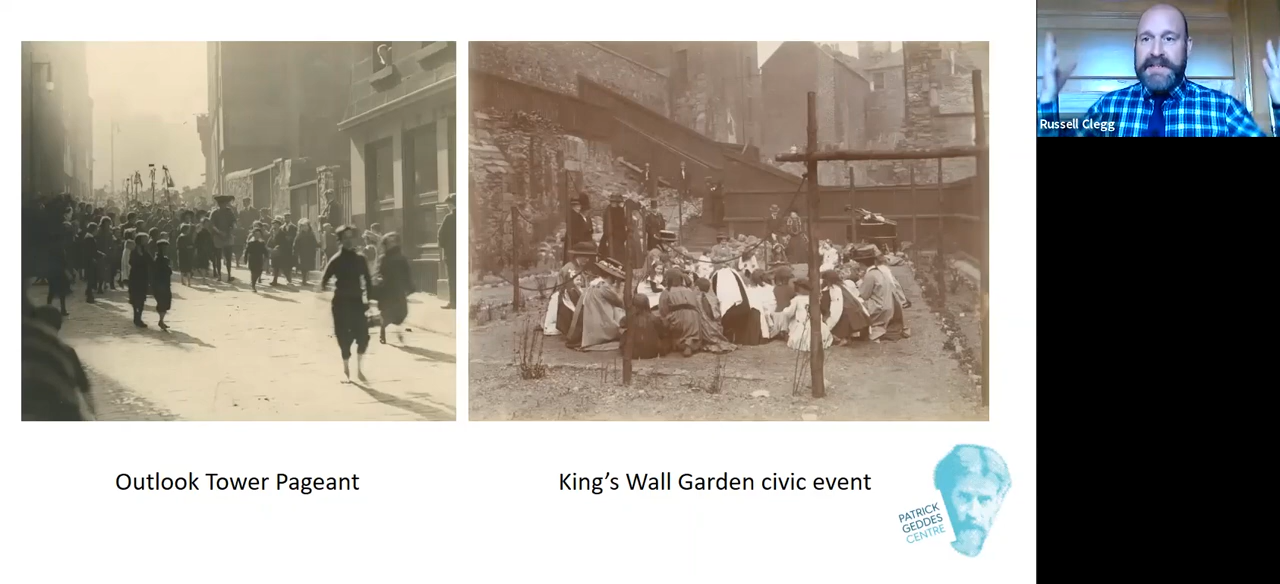 Russell Clegg
Outlook Tower Pageant
King's Wall Garden civic event
PATRICK
GEDDES
CENTRE